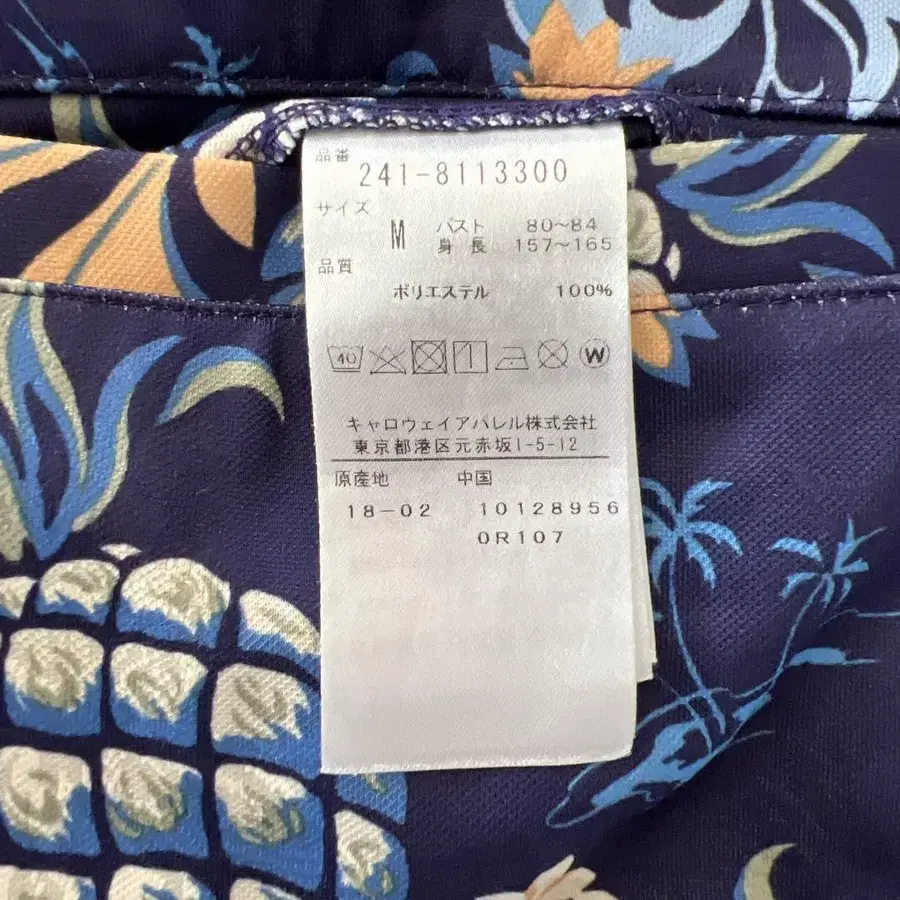 品番
241-8113300
サイズ
M バスト 80~84
身長 157~165
品質
ポリエステル 100%
40 W
キャロウェイアパレル株式会社
東京都港区元赤坂1-5-12
原産地 中国
18-02 10128956
0R107